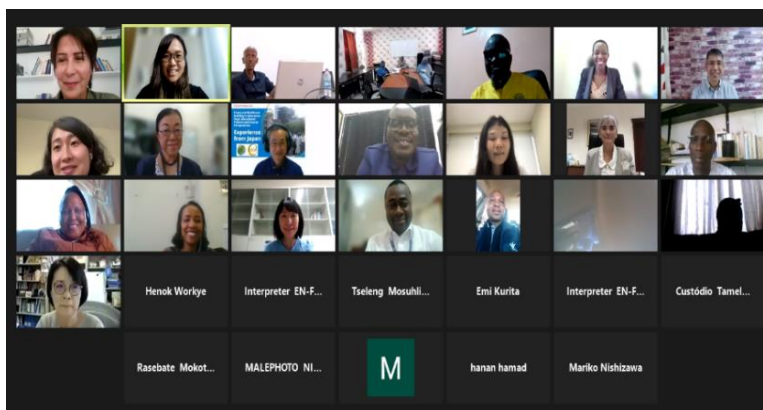 Experience
from Japan
Henok Workye
Interpreter EN-F...
Tseleng Mosuhli...
Emi Kurita
Interpreter EN-F...
Custódio Tamel...
Rasebate Mokot...
MALEPHOTO NI...
M
hanan hamad
Mariko Nishizawa